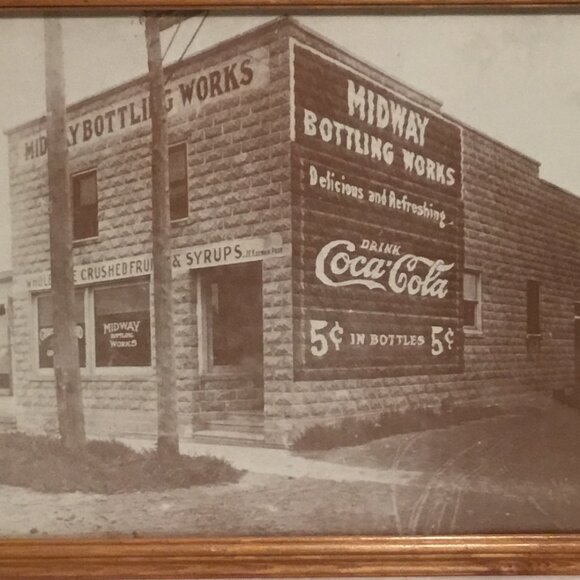 MIDWAY BOTTLING WORKS
CRUSHED FRUIT & SYRUPS
MIDWAY
BOTTLING
WORKS
MIDWAY
BOTTLING WORKS
Delicious and Refreshing
DRINK
Coca-Cola
5¢ IN BOTTLES 5¢